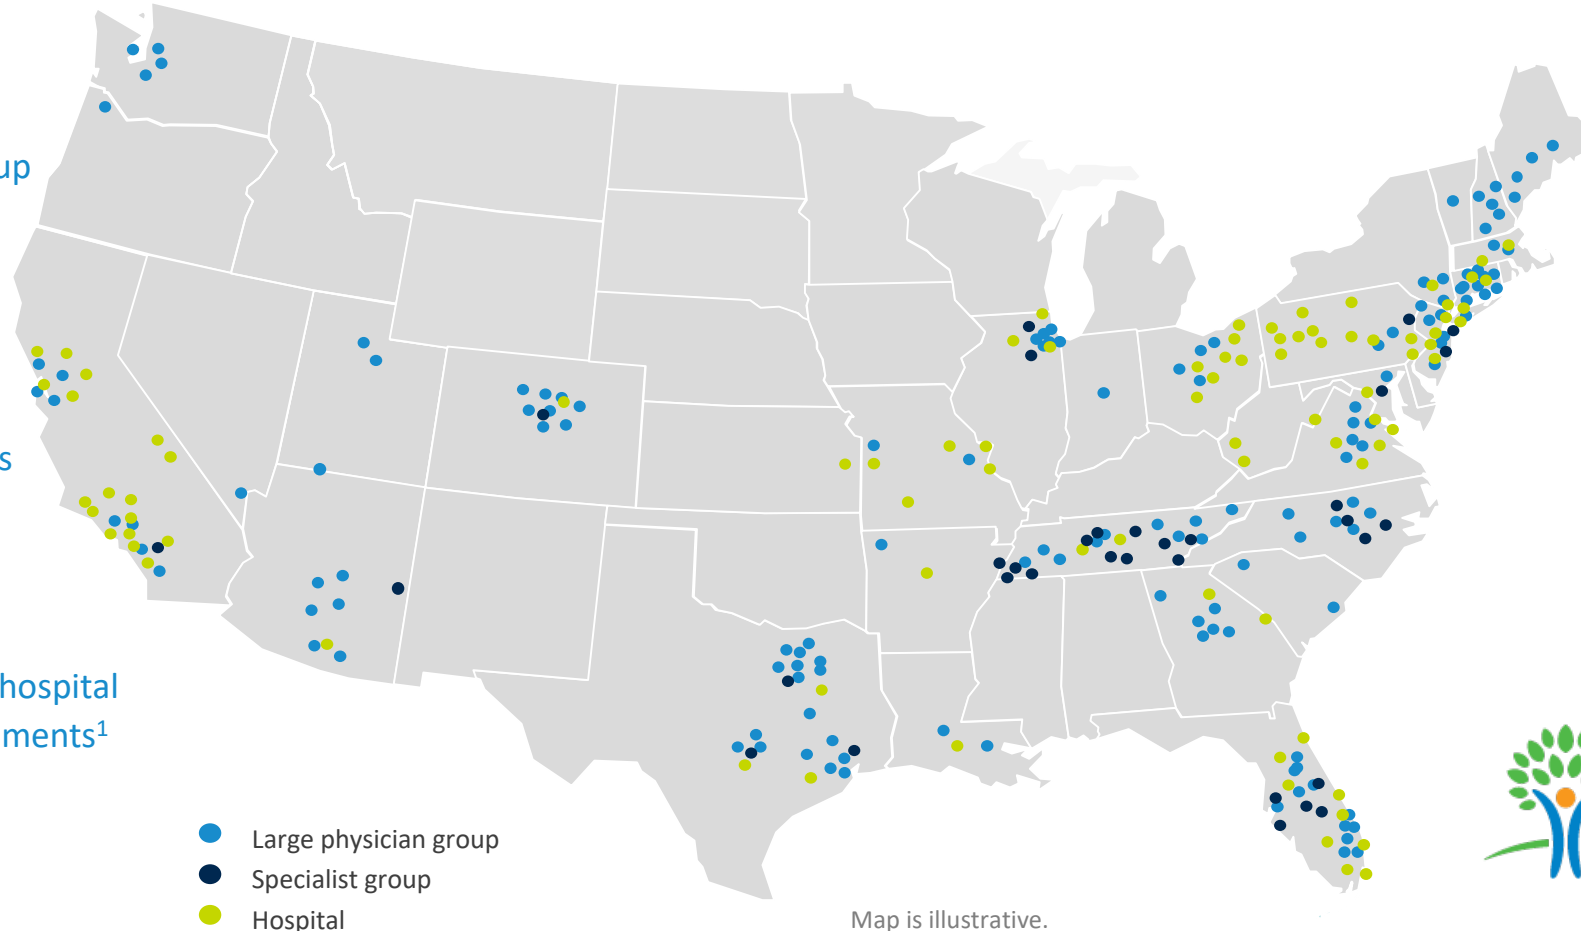 up
s
hospital
ments¹
Large physician group
Specialist group
Hospital
Map is illustrative.